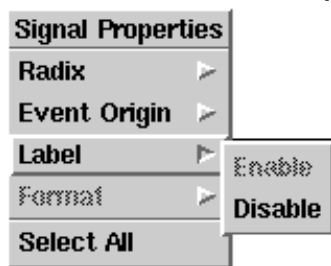 Signal Properties
Radix
Event Origin
Label
Enable
Format
Disable
Select All